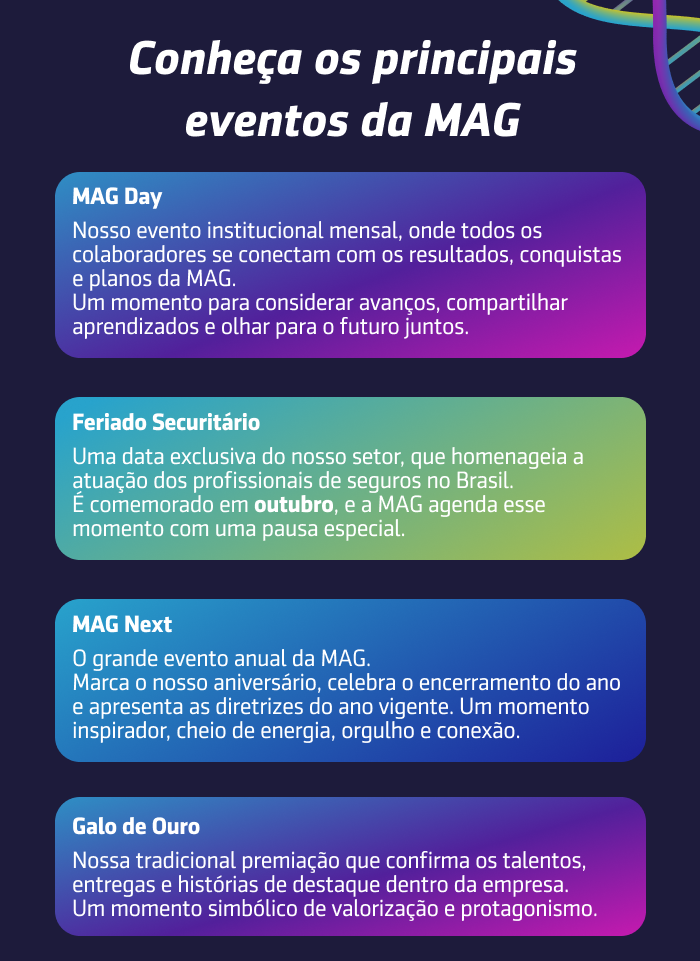 Conheça os principais
eventos da MAG
MAG Day
Nosso evento institucional mensal, onde todos os
colaboradores se conectam com os resultados, conquistas
e planos da MAG.
Um momento para considerar avanços, compartilhar
aprendizados e olhar para o futuro juntos.
Feriado Securitário
Uma data exclusiva do nosso setor, que homenageia a
atuação dos profissionais de seguros no Brasil.
É comemorado em outubro, e a MAG agenda esse
momento com uma pausa especial.
MAG Next
O grande evento anual da MAG.
Marca o nosso aniversário, celebra o encerramento do ano
e apresenta as diretrizes do ano vigente. Um momento
inspirador, cheio de energia, orgulho e conexão.
Galo de Ouro
Nossa tradicional premiação que confirma os talentos,
entregas e histórias de destaque dentro da empresa.
Um momento simbólico de valorização e protagonismo.